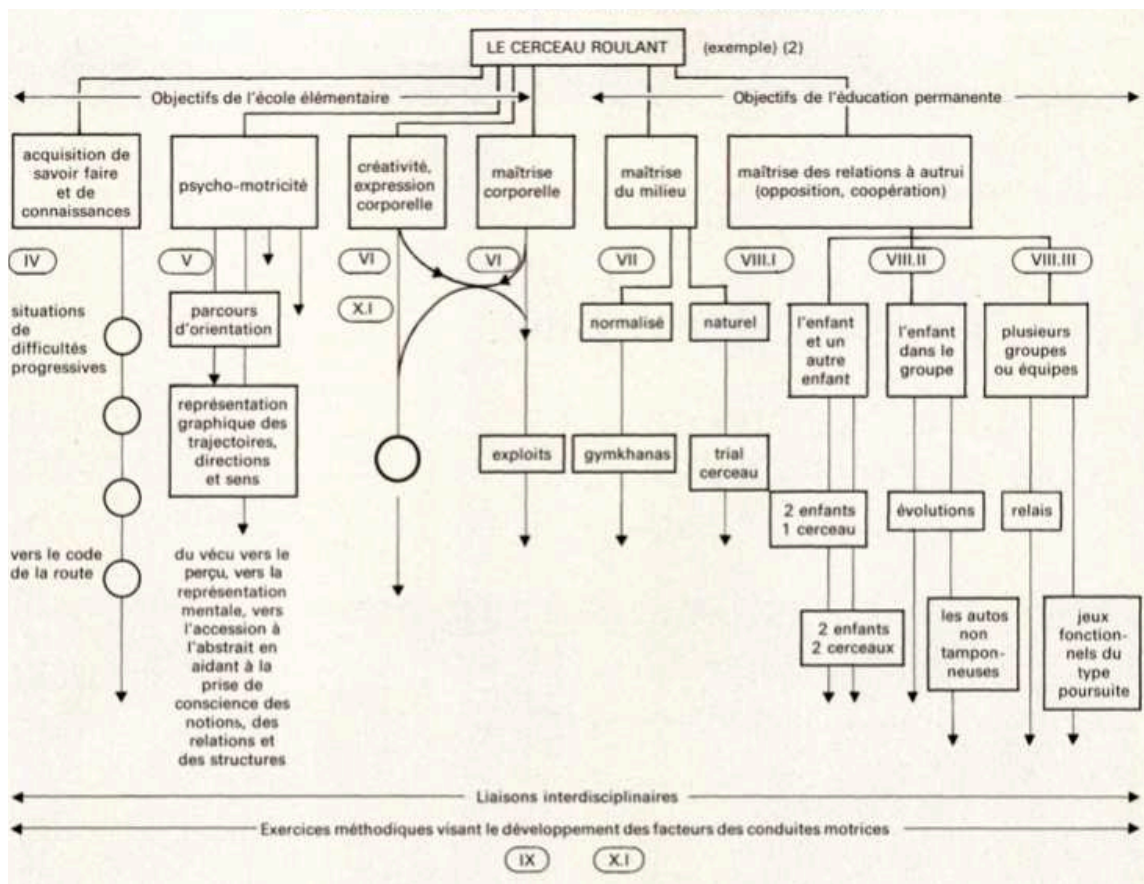 LE CERCEAU ROULANT (exemple) (2)
Objectifs de l'école élémentaire
Objectifs de l'éducation permanente
acquisition de
savoir faire
et de
connaissances
psycho-motricité
créativité,
expression
corporelle
maîtrise
corporelle
maîtrise
du milieu
maîtrise des relations à autrui
(opposition, coopération)
IV
V
VI
VI
VII
VIII.I
VIII.II
VIII.III
X.I
situations
de
difficultés
progressives
parcours
d'orientation
normalisé
naturel
l'enfant
et un
autre
enfant
l'enfant
dans le
groupe
plusieurs
groupes
ou équipes
représentation
graphique des
trajectoires,
directions
et sens
exploits
gymkhanas
trial
cerceau
2 enfants
1 cerceau
évolutions
relais
vers le code
de la route
du vécu vers le
perçu, vers la
représentation
mentale, vers
l'accession à
l'abstrait en
aidant à la
prise de
conscience des
notions, des
relations et
des structures
2 enfants
2 cerceaux
les autos
non
tampon-
neuses
jeux
fonction-
nels du
type
poursuite
Liaisons interdisciplinaires
Exercices méthodiques visant le développement des facteurs des conduites motrices
IX
X.I